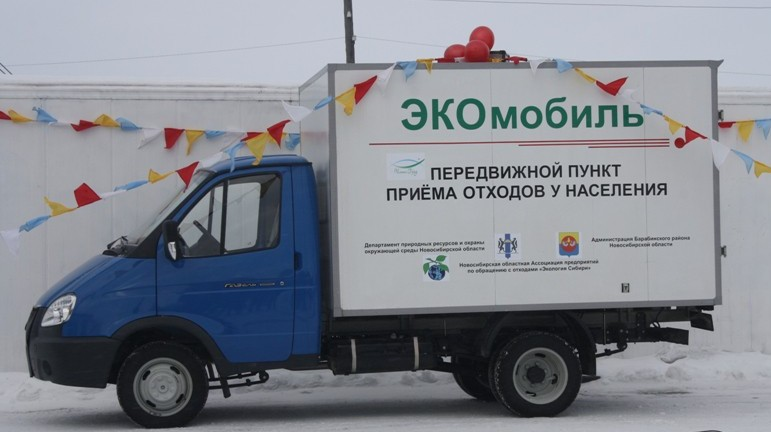 ЭКОмобиль
ПЕРЕДВИЖНОЙ ПУНКТ
ПРИЁМА ОТХОДОВ У НАСЕЛЕНИЯ
Департамент природных ресурсов и охраны
окружающей среды Новосибирской области
Администрация Барабинского района
Новосибирской области
Новосибирская областная Ассоциация предприятий
по обращению с отходами «Экология Сибири»